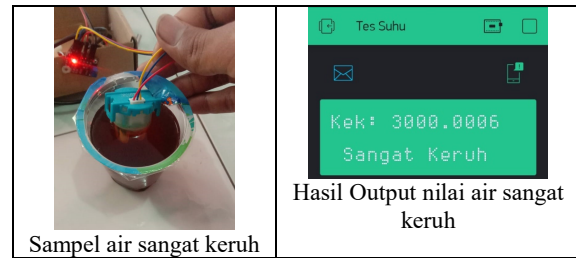 Sampel air sangat keruh
Tes Suhu
Kek: 3000.0006
Sangat Keruh
Hasil Output nilai air sangat
keruh